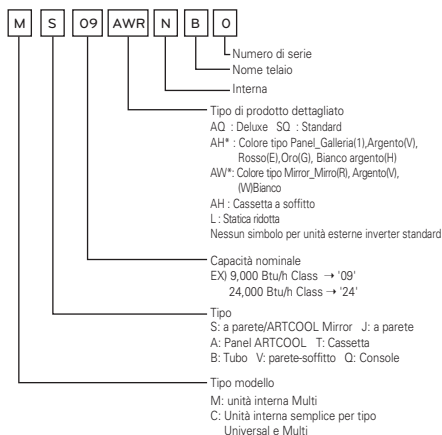 M S 09 AWR N B 0
Numero di serie
Nome telaio
Interna
Tipo di prodotto dettagliato
AQ : Deluxe SQ : Standard
AH* : Colore tipo Panel_Galleria(1),Argento(V),
Rosso(E),Oro(G), Bianco argento(H)
AW*: Colore tipo Mirror_Mirro(R), Argento(V),
(W)Bianco
AH : Cassetta a soffitto
L : Statica ridotta
Nessun simbolo per unità esterne inverter standard
Capacità nominale
EX) 9,000 Btu/h Class → '09'
24,000 Btu/h Class → '24'
Tipo
S: a parete/ARTCOOL Mirror J: a parete
A: Panel ARTCOOL T: Cassetta
B: Tubo V: parete-soffitto Q: Console
Tipo modello
M: unità interna Multi
C: Unità interna semplice per tipo
Universal e Multi